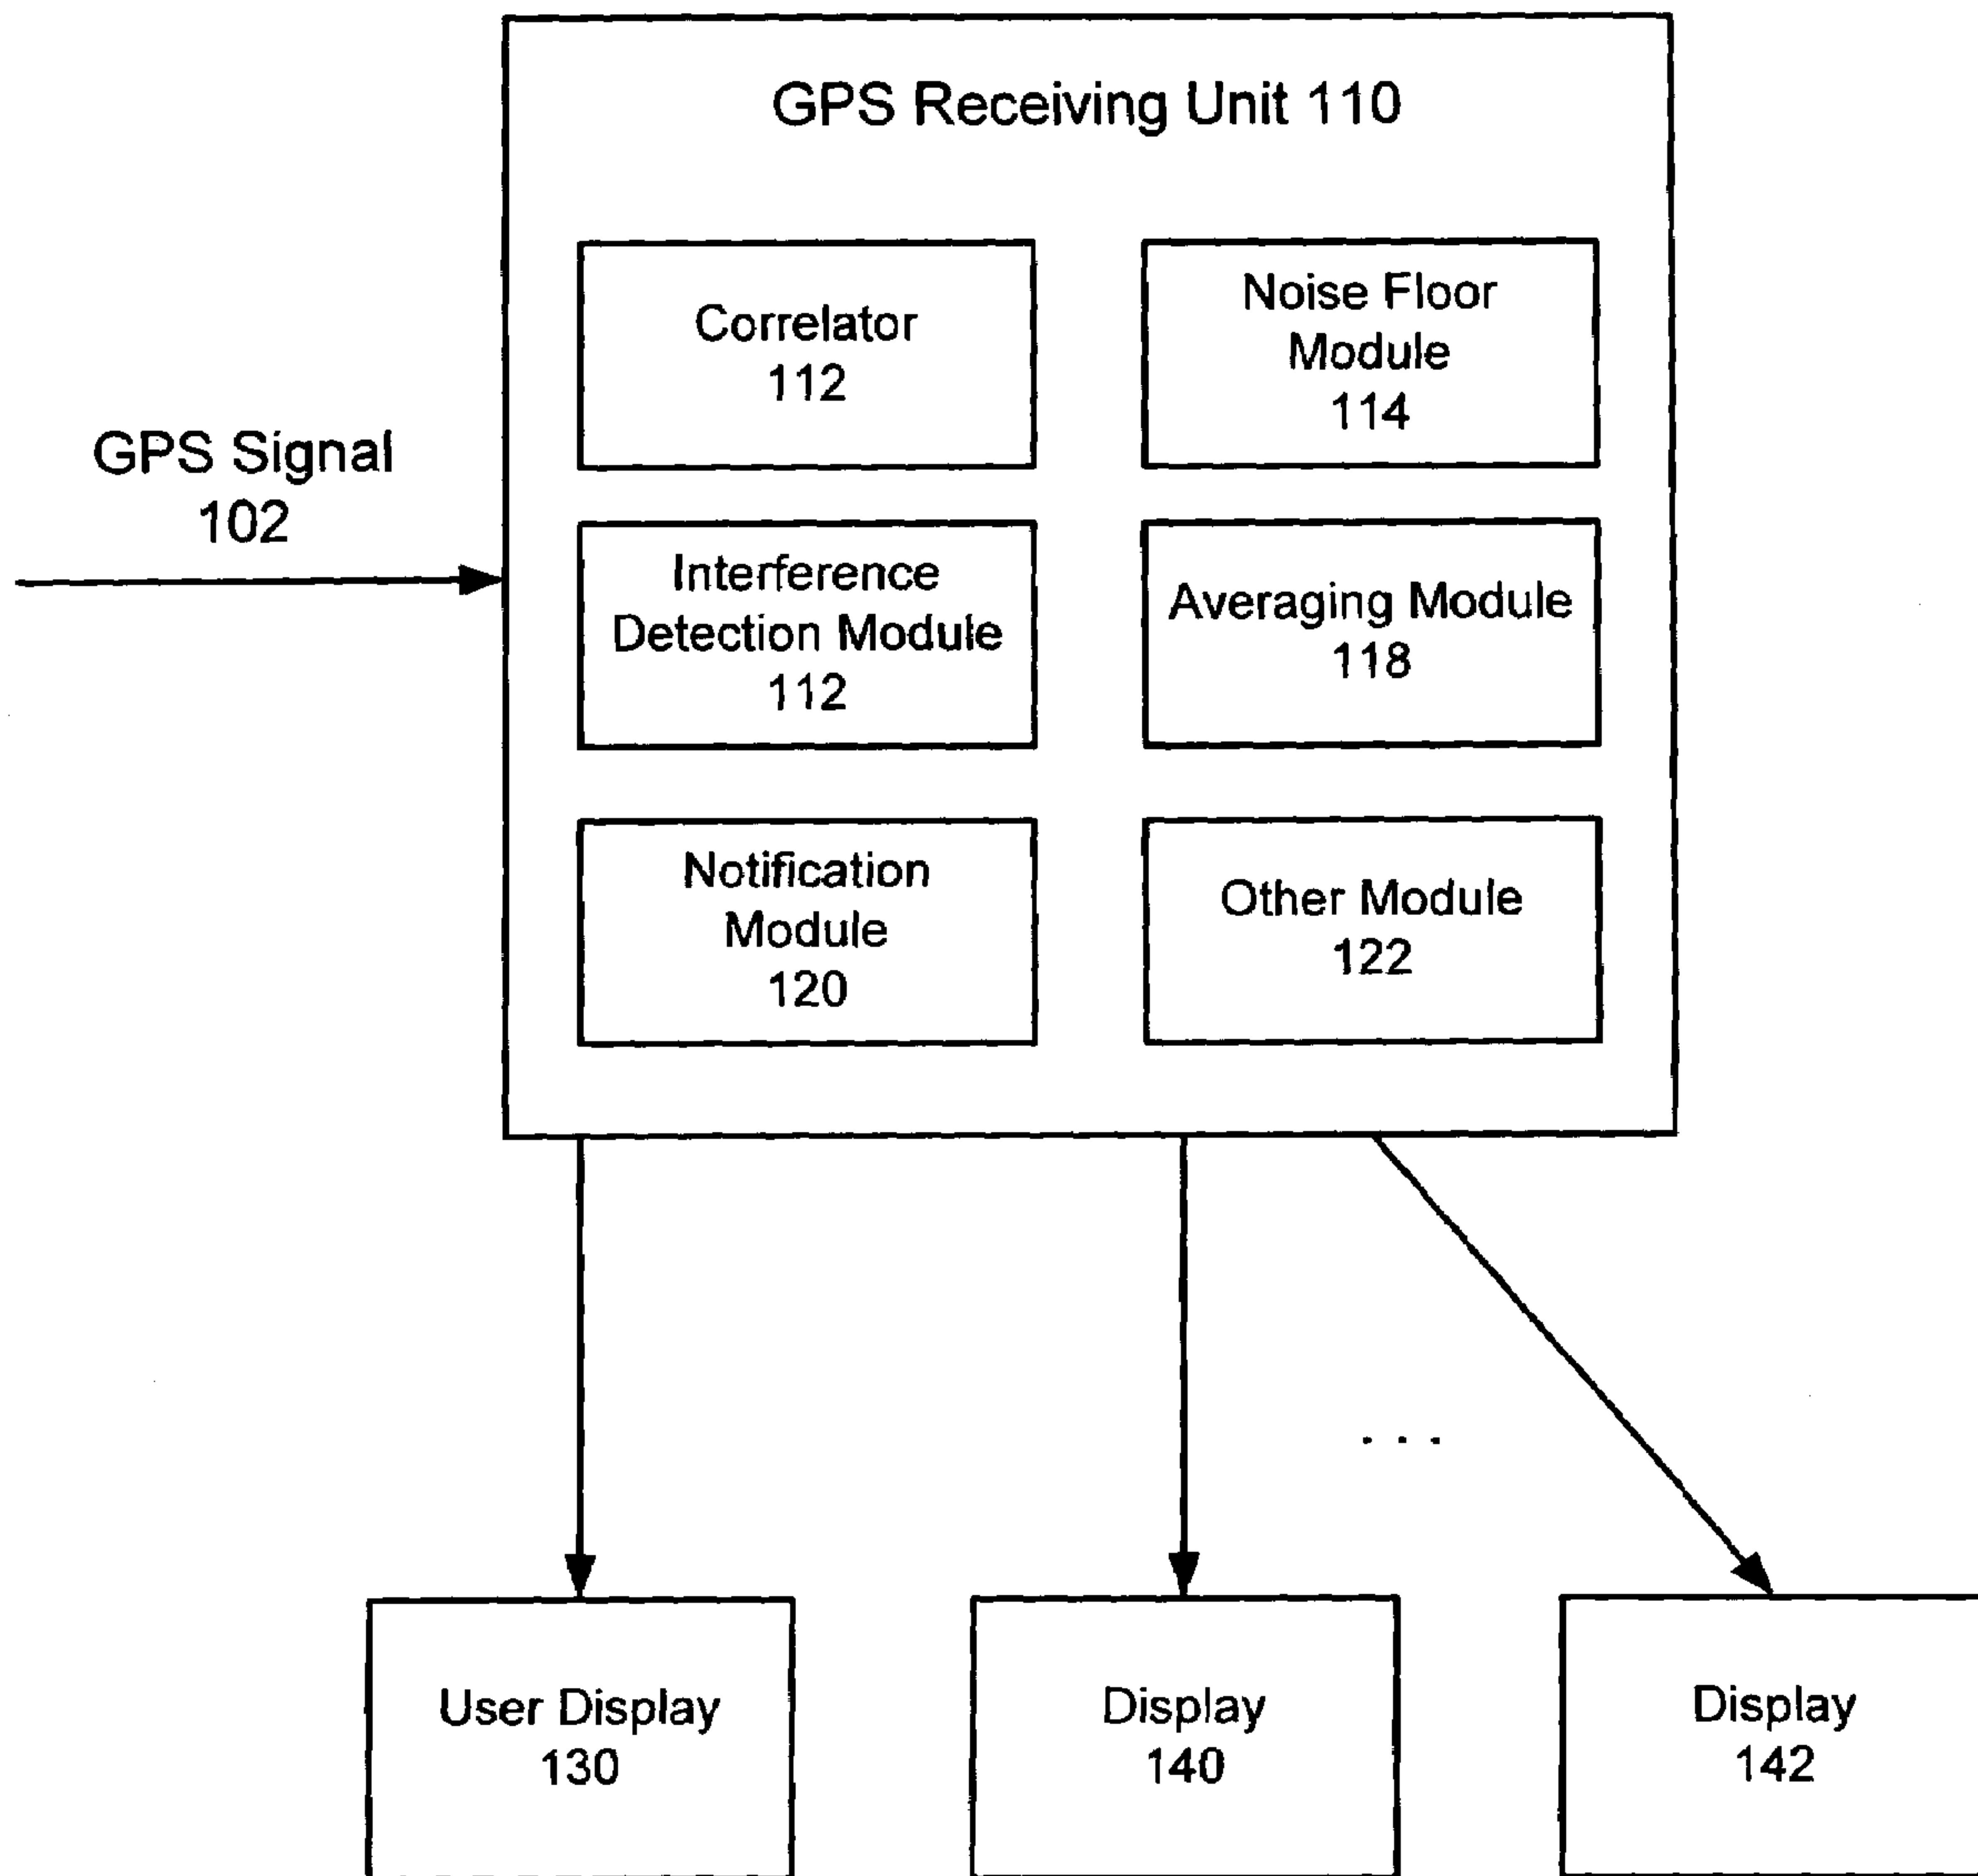 GPS Receiving Unit 110
Correlator
112
Noise Floor
Module
114
GPS Signal
102
Interference
Detection Module
112
Averaging Module
118
Notification
Module
120
Other Module
122
. . .
User Display
130
Display
140
Display
142